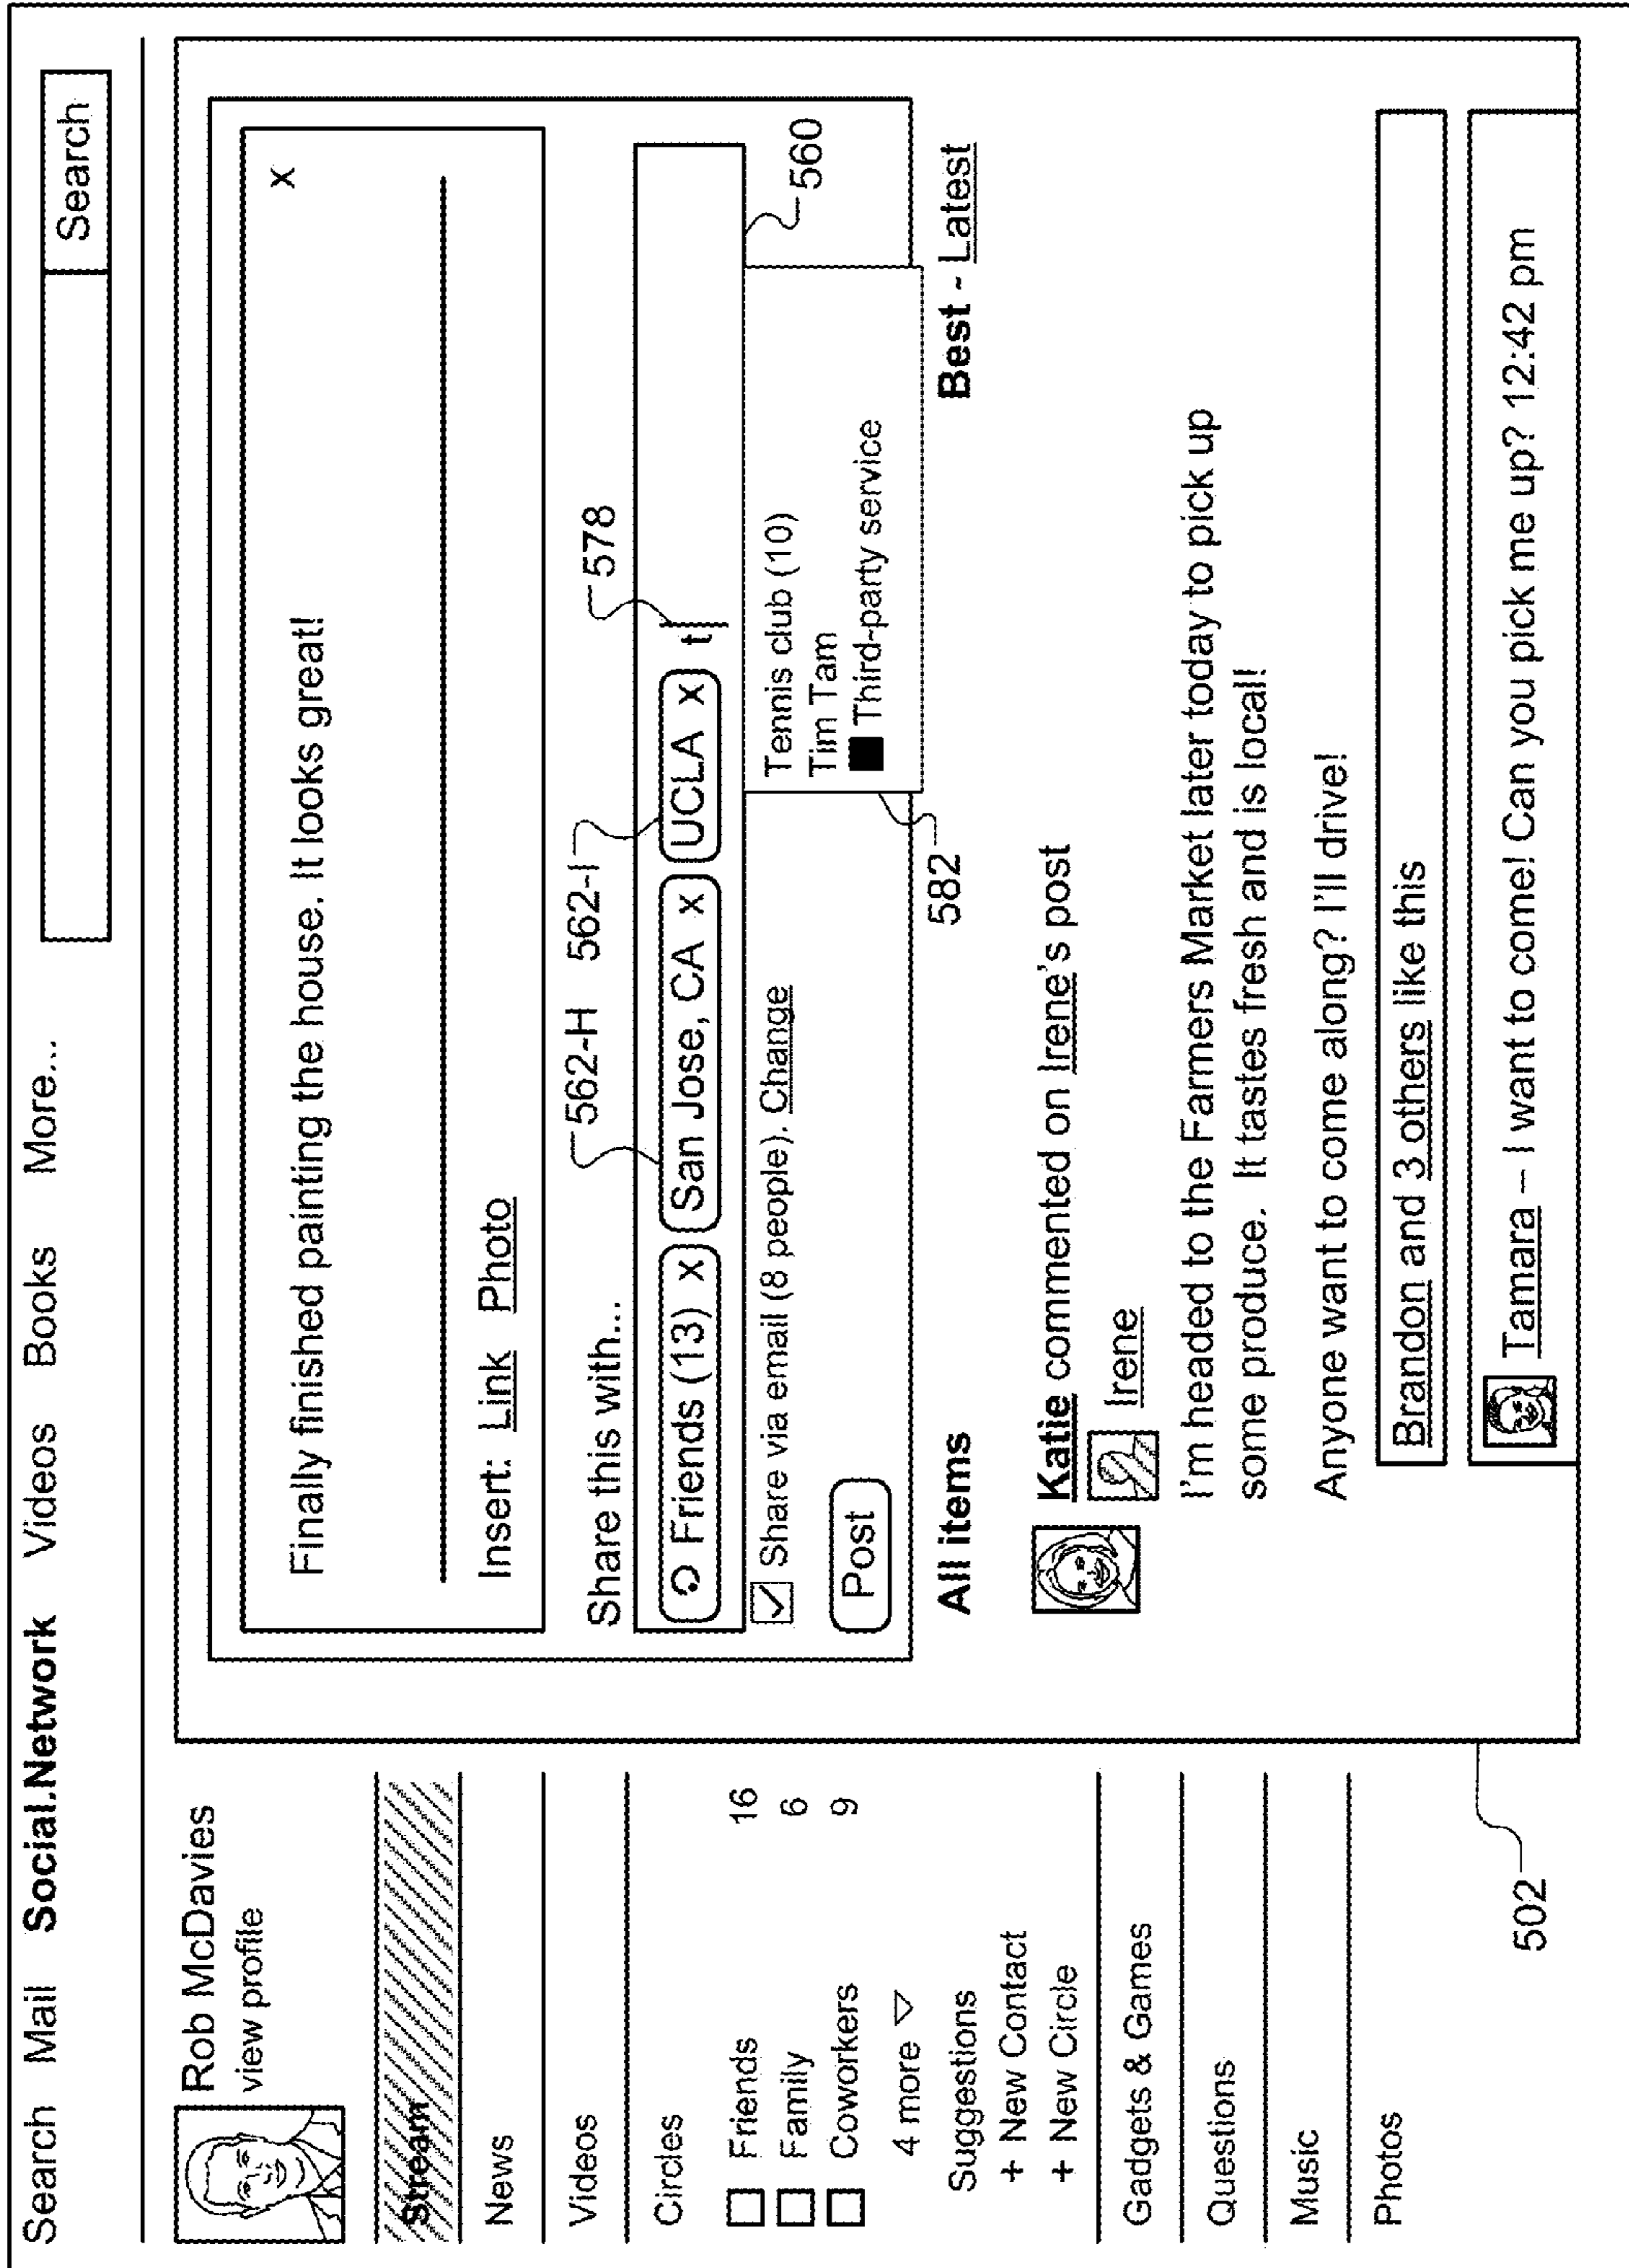 Search Mail Social.Network Videos Books More...
Search
Rob McDavies
view profile
Stream
News
Videos
Circles
Friends 16
Family 6
Coworkers 9
4 more
Suggestions
+ New Contact
+ New Circle
Gadgets & Games
Questions
Music
Photos
502
Finally finished painting the house. It looks great!
X
Insert: Link Photo
Share this with...
562-H 562-I 578
Friends (13) X San Jose, CA X UCLA X t
560
Share via email (8 people). Change
Tennis club (10)
Tim Tam
Third-party service
Post
582
All items
Best - Latest
Katie commented on Irene's post
Irene
I'm headed to the Farmers Market later today to pick up
some produce. It tastes fresh and is local!
Anyone want to come along? I'll drive!
Brandon and 3 others like this
Tamara – I want to come! Can you pick me up? 12:42 pm